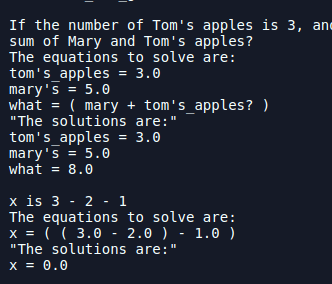 If the number of Tom's apples is 3, and
sum of Mary and Tom's apples?
The equations to solve are:
tom's_apples = 3.0
mary's = 5.0
what = ( mary + tom's_apples? )
"The solutions are:"
tom's_apples = 3.0
mary's = 5.0
what = 8.0
x is 3 - 2 - 1
The equations to solve are:
x = ( ( 3.0 - 2.0 ) - 1.0 )
"The solutions are:"
x = 0.0